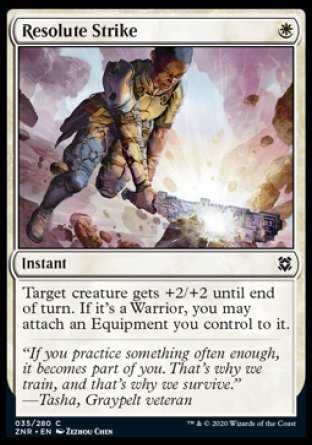 Resolute Strike
Instant
Target creature gets +2/+2 until end
of turn. If it's a Warrior, you may
attach an Equipment you control to it.
"If you practice something often enough,
it becomes part of you. That's why we
train, and that's why we survive."
—Tasha, Graypelt veteran
035/280 C
ZNR • EN Zezhou Chen
™ & © 2020 Wizards of the Coast